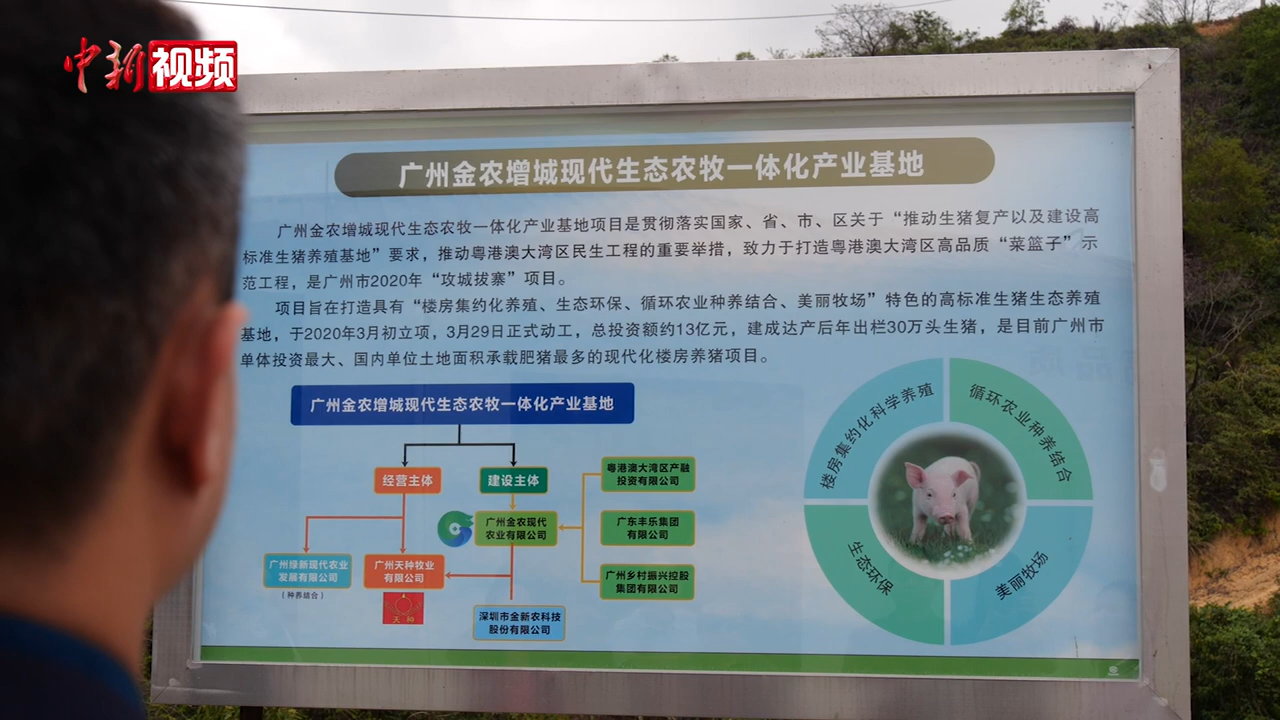 中新视频
广州金农增城现代生态农牧一体化产业基地
广州金农增城现代生态农牧一体化产业基地项目是贯彻落实国家、省、市、区关于“推动生猪复产以及建设高
标准生猪养殖基地”要求，推动粤港澳大湾区民生工程的重要举措，致力于打造粤港澳大湾区高品质“菜篮子”示
范工程，是广州市2020年“攻城拔寨”项目。
项目旨在打造具有“楼房集约化养殖、生态环保、循环农业种养结合、美丽牧场”特色的高标准生猪生态养殖
基地，于2020年3月初立项，3月29日正式动工，总投资额约13亿元，建成达产后年出栏30万头生猪，是目前广州市
单体投资最大、国内单位土地面积承载肥猪最多的现代化楼房养猪项目。
广州金农增城现代生态农牧一体化产业基地
经营主体
建设主体
粤港澳大湾区产融
投资有限公司
广州金农现代
农业有限公司
广东丰乐集团
有限公司
广州绿新现代农业
发展有限公司
（种养结合）
广州天种牧业
有限公司
天种
广州乡村振兴控股
集团有限公司
深圳市金新农科技
股份有限公司
楼房集约化科学养殖
循环农业种养结合
生态环保
美丽牧场